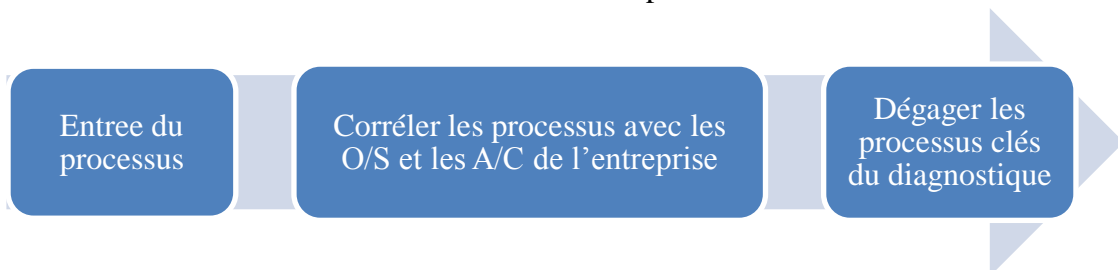 Entree du
processus
Corréler les processus avec les
O/S et les A/C de l'entreprise
Dégager les
processus clés
du diagnostique